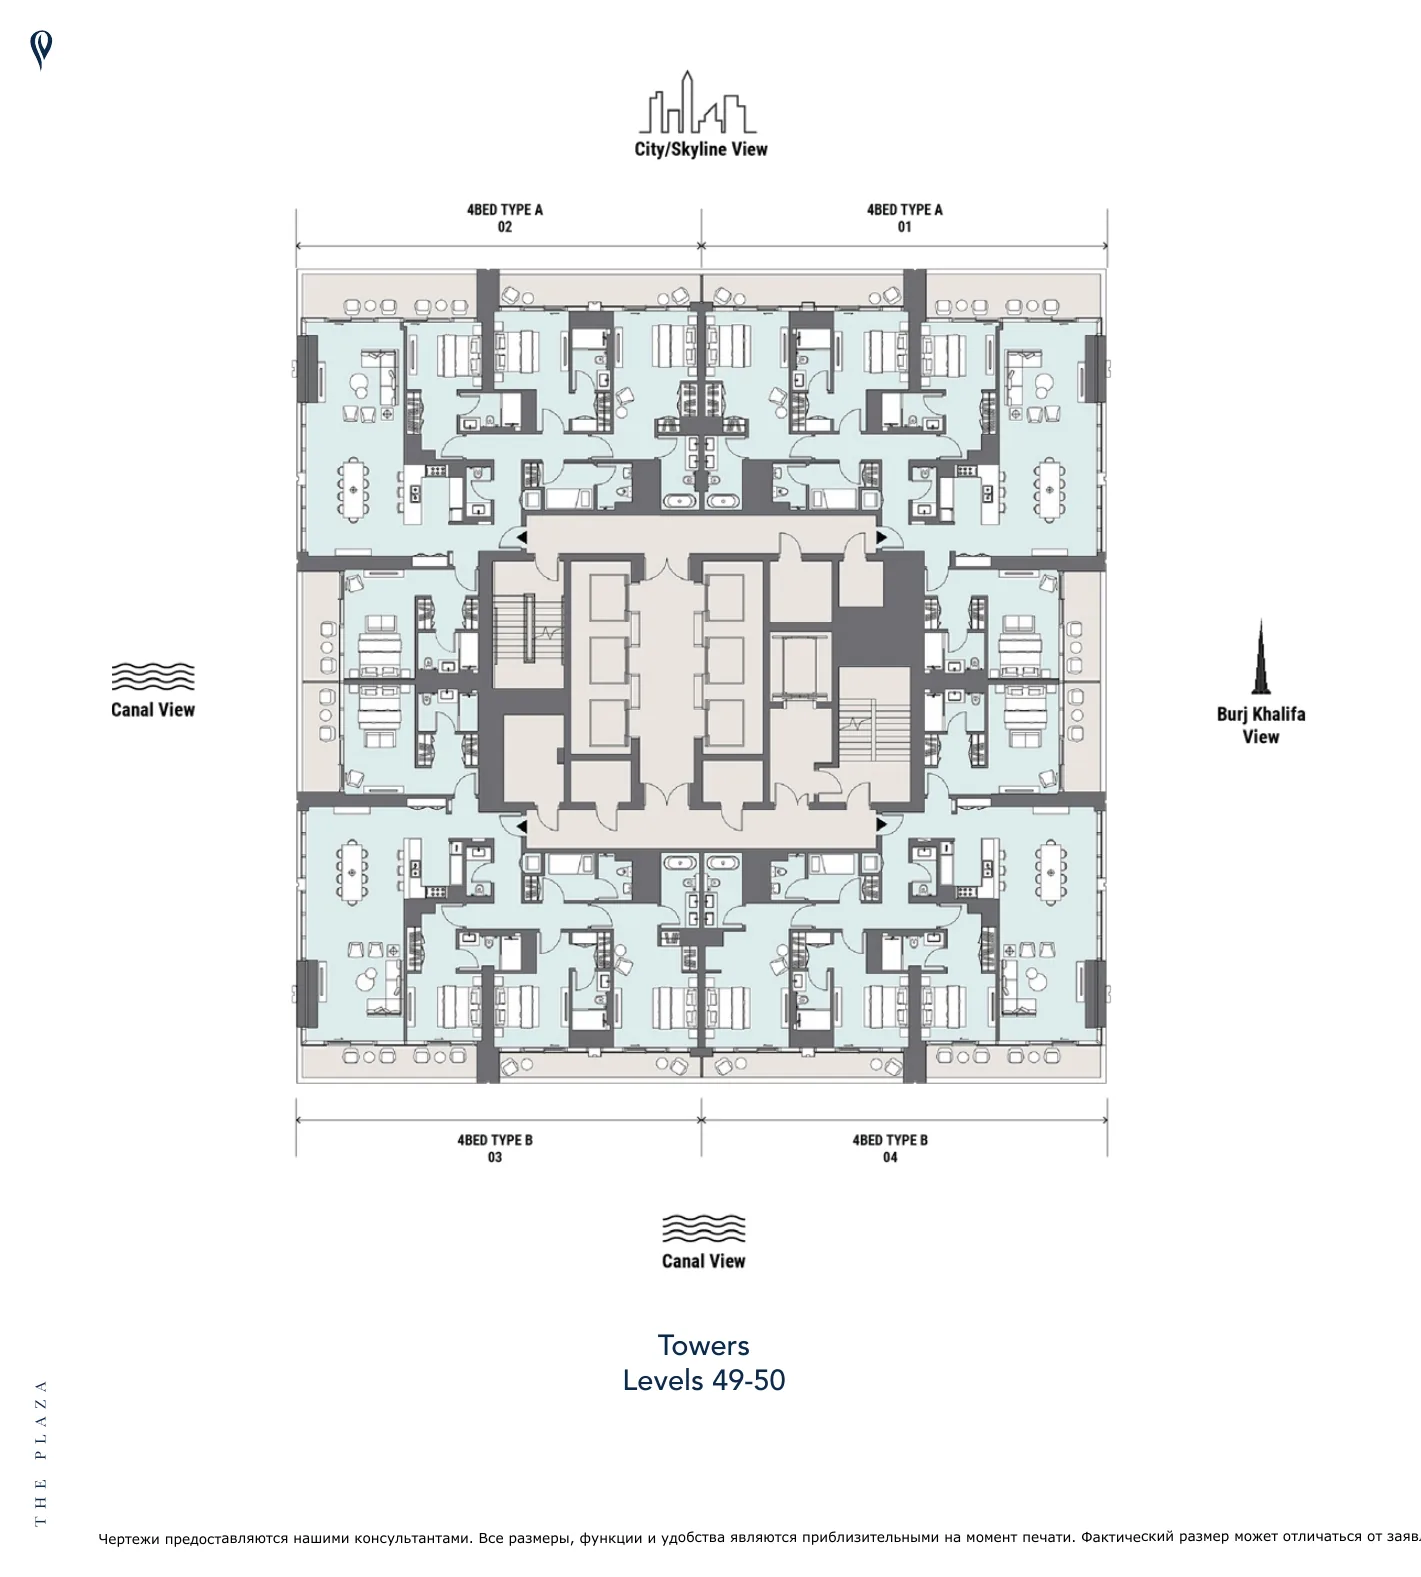 City/Skyline View
4BED TYPE A
02
4BED TYPE A
01
Canal View
Burj Khalifa
View
4BED TYPE B
03
4BED TYPE B
04
Canal View
Towers
Levels 49-50
THE PLAZA
Чертежи предоставляются нашими консультантами. Все размеры, функции и удобства являются приблизительными на момент печати. Фактический размер может отличаться от